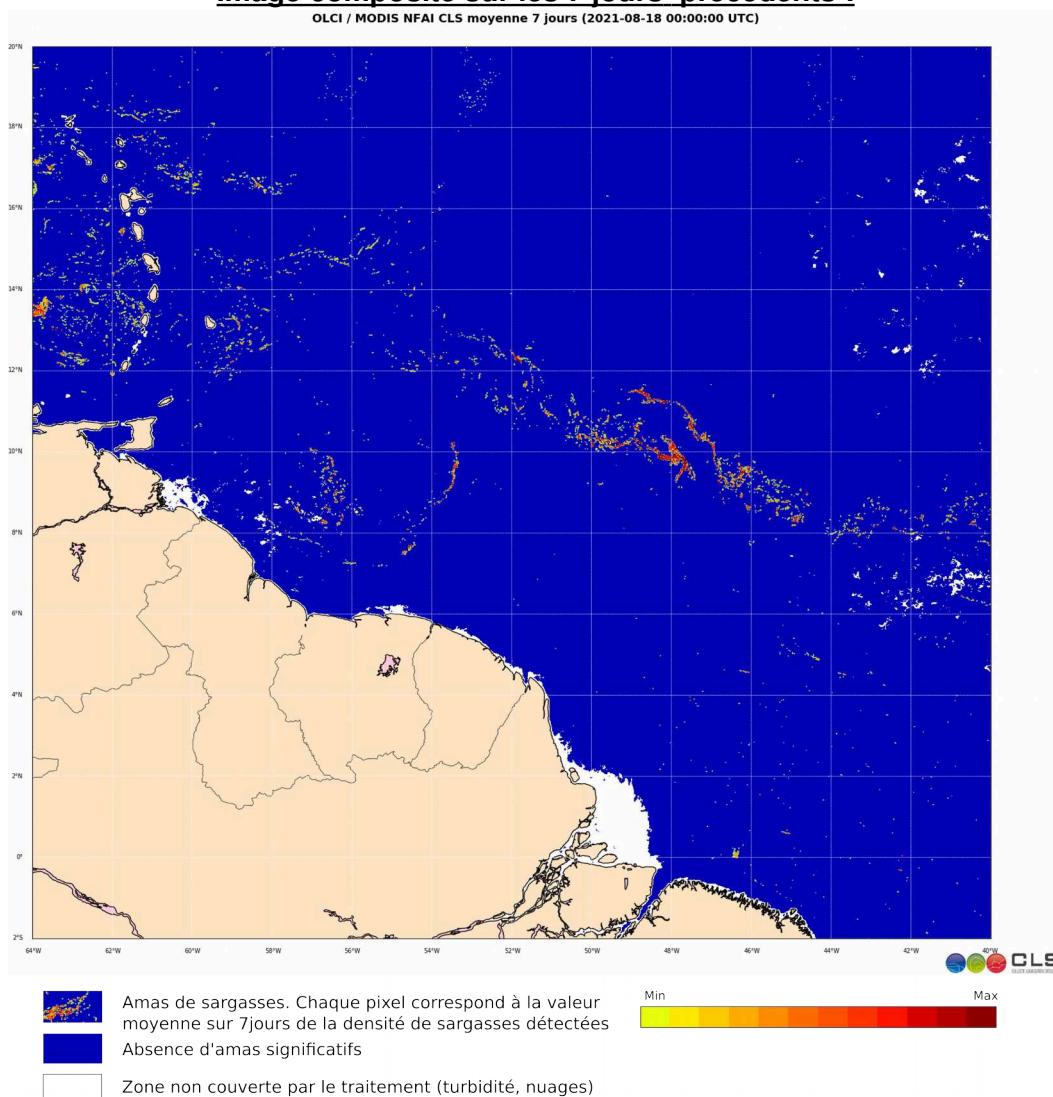 Image composite sur les 7 jours précédents :
OLCI / MODIS NFAI CLS moyenne 7 jours (2021-08-18 00:00:00 UTC)
20°N
18°N
16°N
14°N
12°N
10°N
8°N
6°N
4°N
2°N
0°
2°S
64°W 62°W 60°W 58°W 56°W 54°W 52°W 50°W 48°W 46°W 44°W 42°W 40°W
CLS
Min Max
Amas de sargasses. Chaque pixel correspond à la valeur
moyenne sur 7jours de la densité de sargasses détectées
Absence d'amas significatifs
Zone non couverte par le traitement (turbidité, nuages)